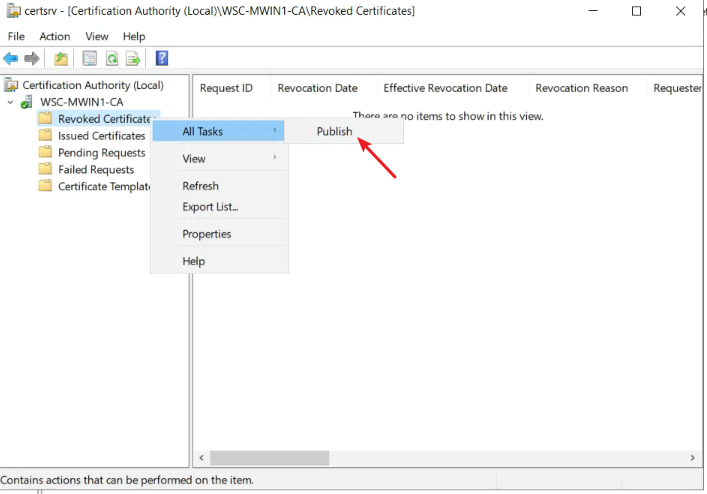 certsrv - [Certification Authority (Local)\WSC-MWIN1-CA\Revoked Certificates]
File Action View Help
Certification Authority (Local)
WSC-MWIN1-CA
Revoked Certificates
Issued Certificates
Pending Requests
Failed Requests
Certificate Template
Request ID Revocation Date Effective Revocation Date Revocation Reason Requester
There are no items to show in this view.
All Tasks
Publish
View
Refresh
Export List...
Properties
Help
Contains actions that can be performed on the item.